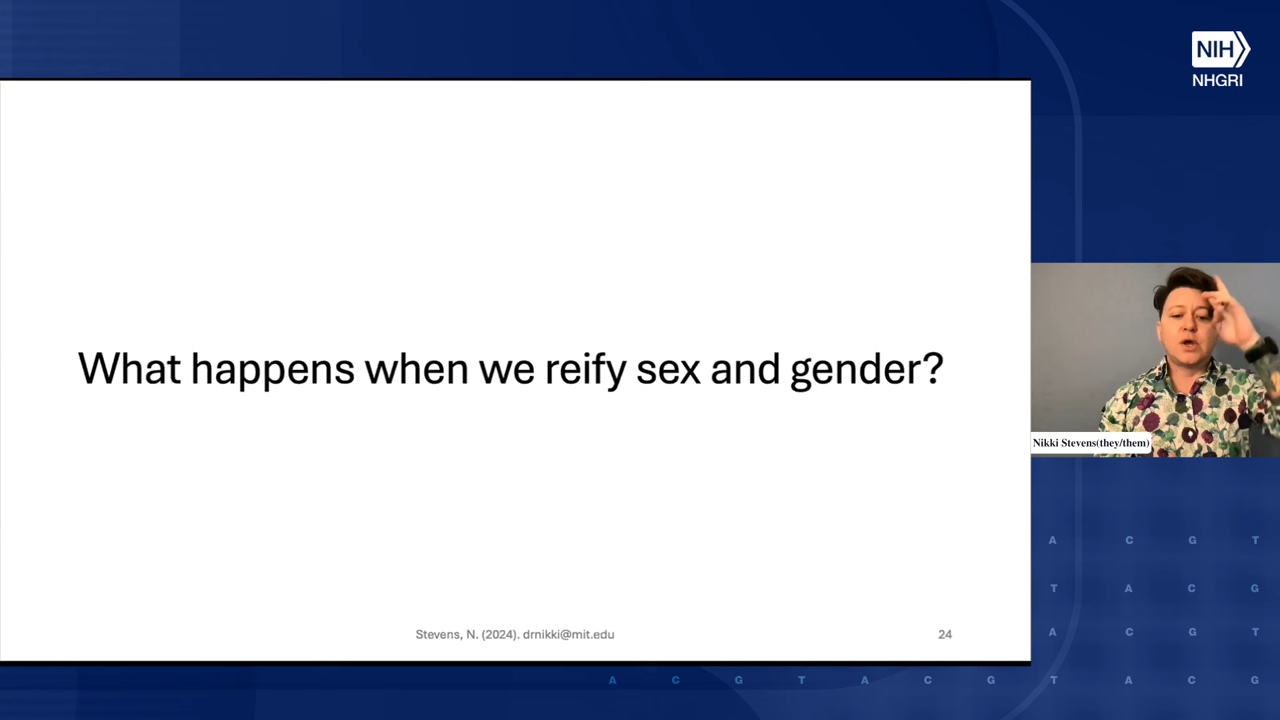 NIH
NHGRI
What happens when we reify sex and gender?
Nikki Stevens(they/them)
Stevens, N. (2024). drnikki@mit.edu
24
A C G T
T A C G
A C G T
A C G T A C G T A C G